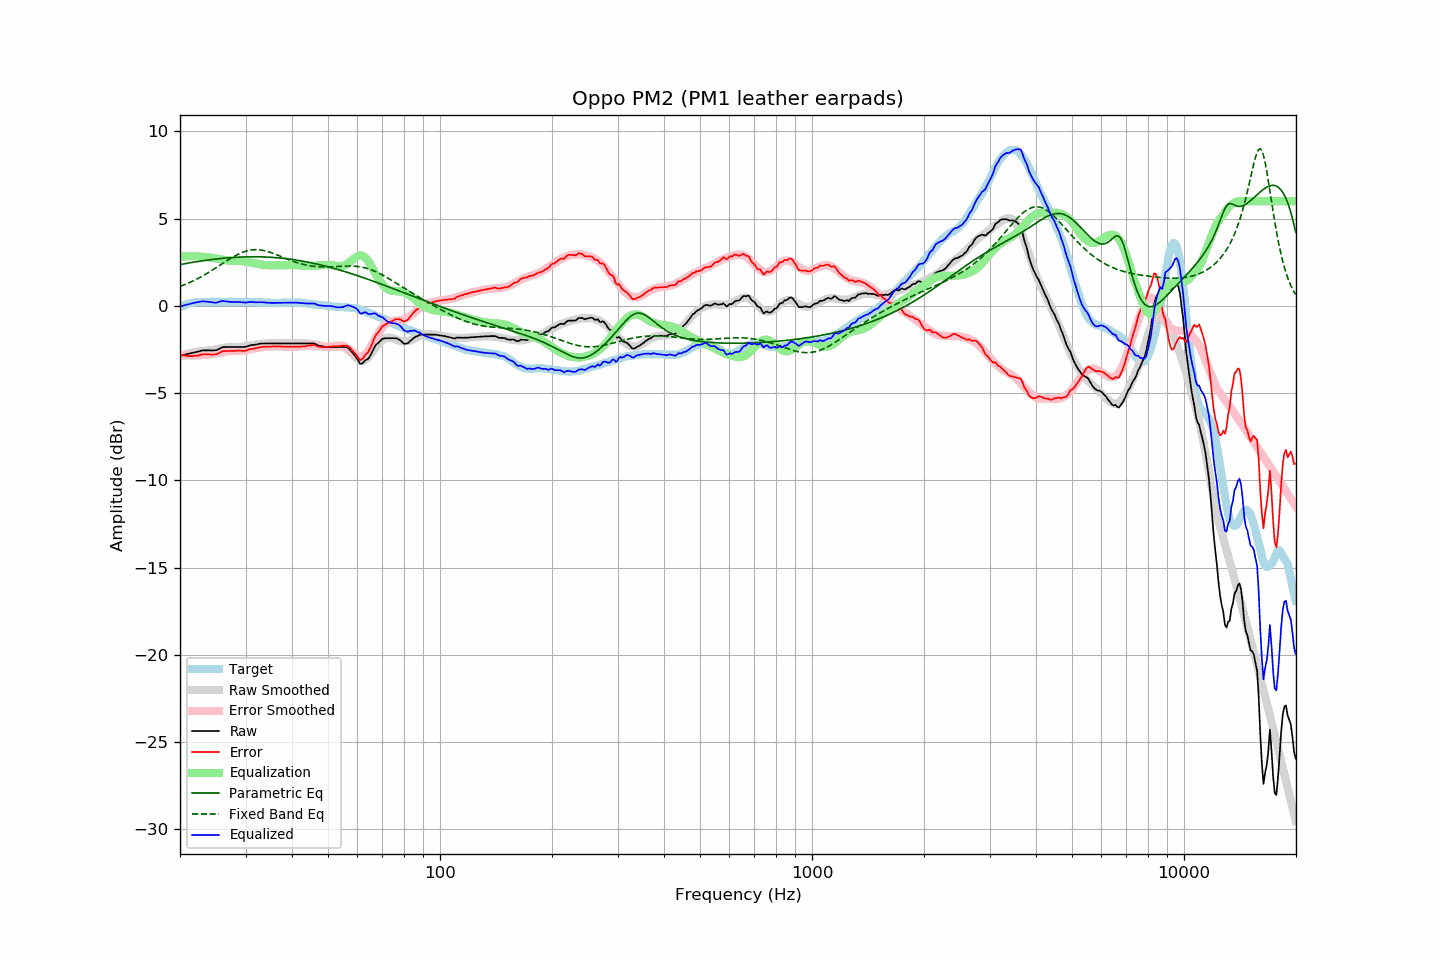 Oppo PM2 (PM1 leather earpads)
10
5
0
−5
−10
−15
−20
−25
−30
Amplitude (dBr)
Target
Raw Smoothed
Error Smoothed
Raw
Error
Equalization
Parametric Eq
Fixed Band Eq
Equalized
100
1000
10000
Frequency (Hz)